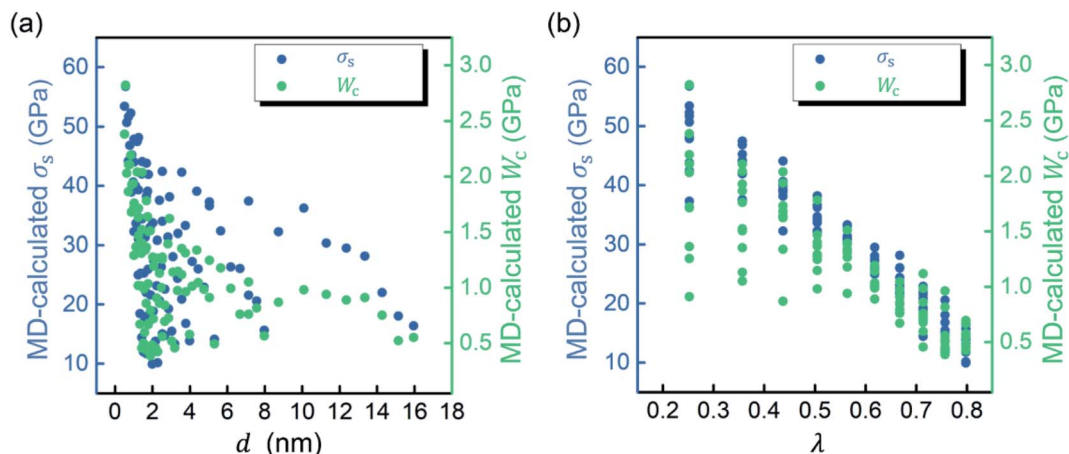 (a)
σs
Wc
MD-calculated σs (GPa)
60
50
40
30
20
10
MD-calculated Wc (GPa)
3.0
2.5
2.0
1.5
1.0
0.5
0 2 4 6 8 10 12 14 16 18
d (nm)
(b)
σs
Wc
MD-calculated σs (GPa)
60
50
40
30
20
10
MD-calculated Wc (GPa)
3.0
2.5
2.0
1.5
1.0
0.5
0.2 0.3 0.4 0.5 0.6 0.7 0.8
λ